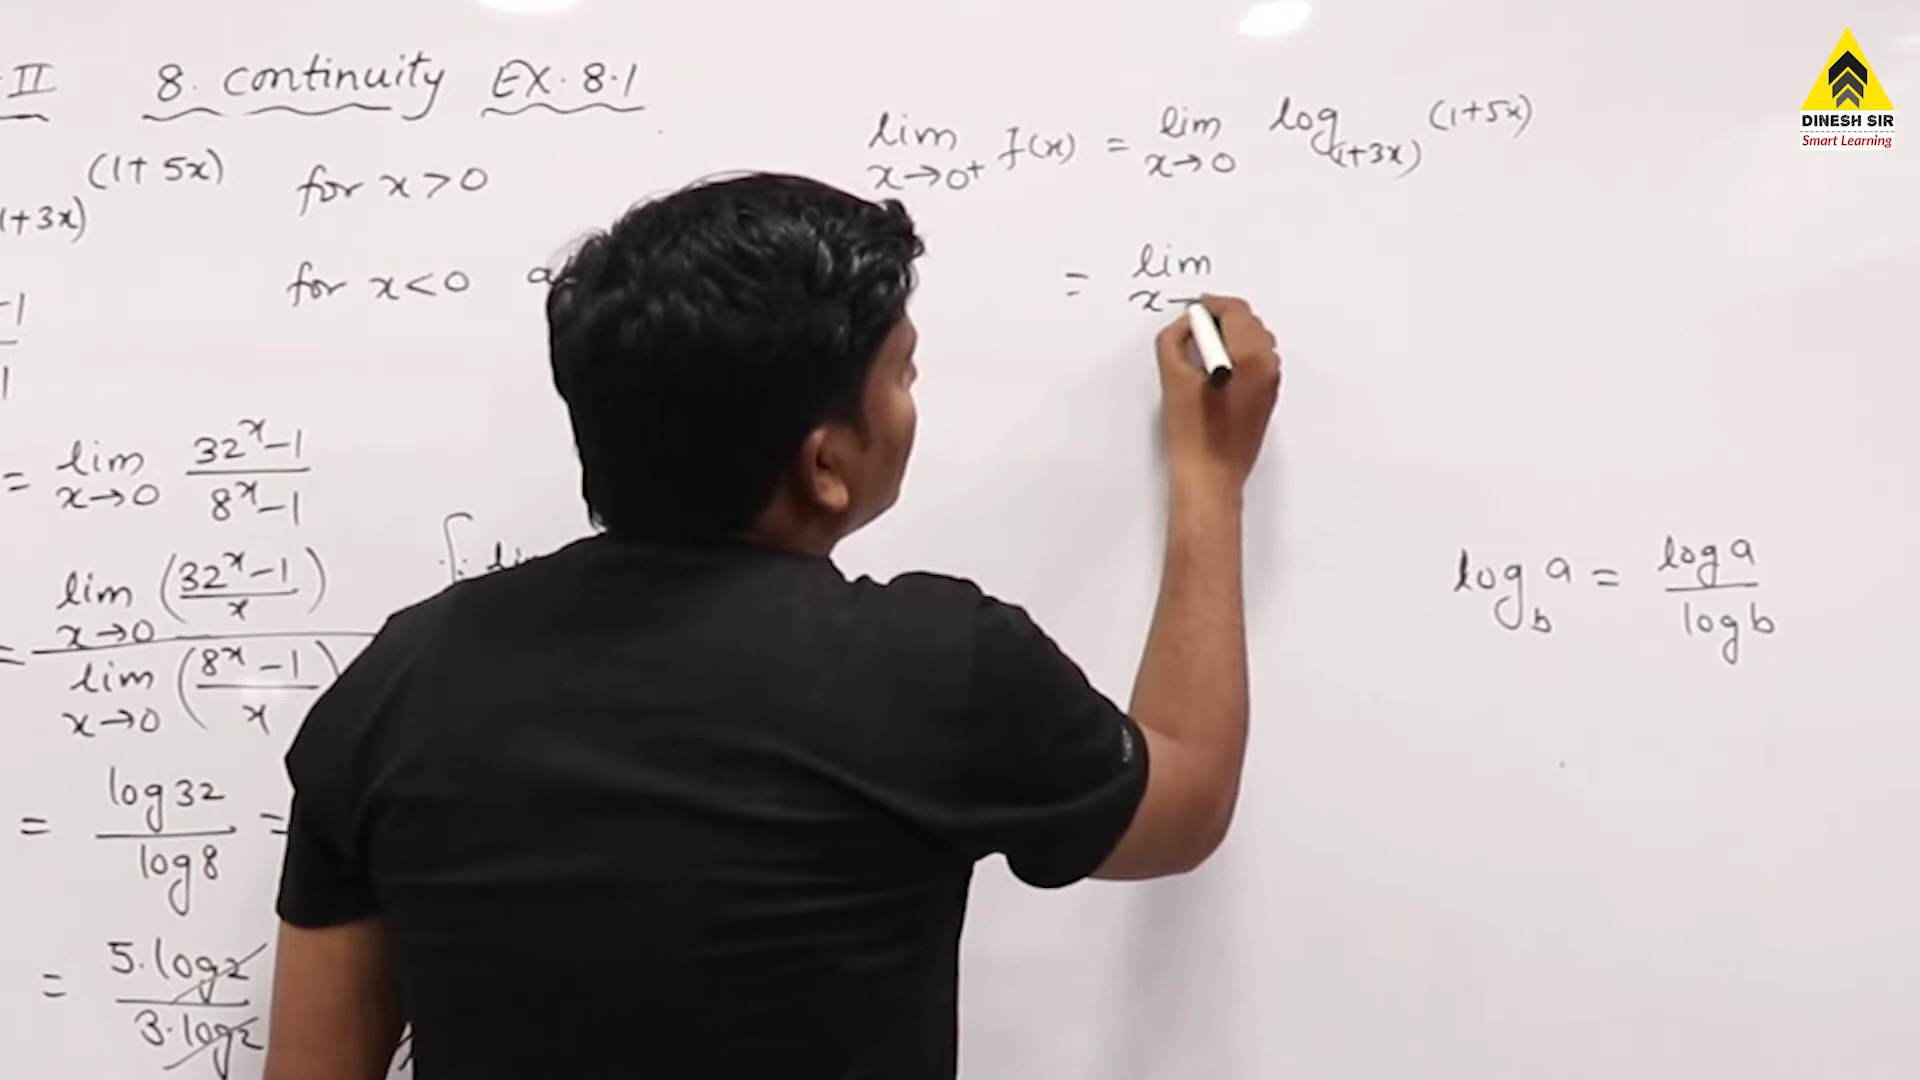 II 8. Continuity EX. 8.1
(1+5x) for x>0
1+3x)
for x<0
-1
1
= lim x→0 32^x-1 / 8^x-1
= lim x→0 (32^x-1 / x)
lim x→0 (8^x-1 / x)
= log 32 / log 8 =
= 5.log2 / 3.log2
lim x→0+ f(x) = lim x→0 log (1+3x) (1+5x)
= lim x-
log_b a = log a / log b
DINESH SIR
Smart Learning